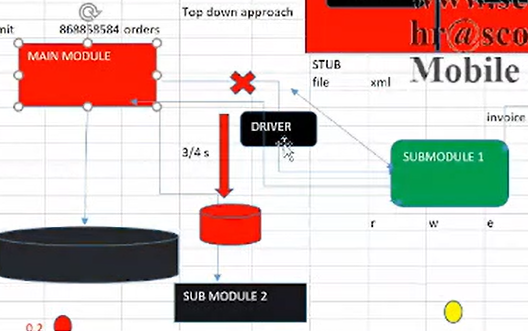 Top down approach
mit 868858584 orders
MAIN MODULE
STUB
file xml
hr@sco
Mobile
DRIVER
invoice
3/4 s
SUBMODULE 1
r w e
SUB MODULE 2
0.2